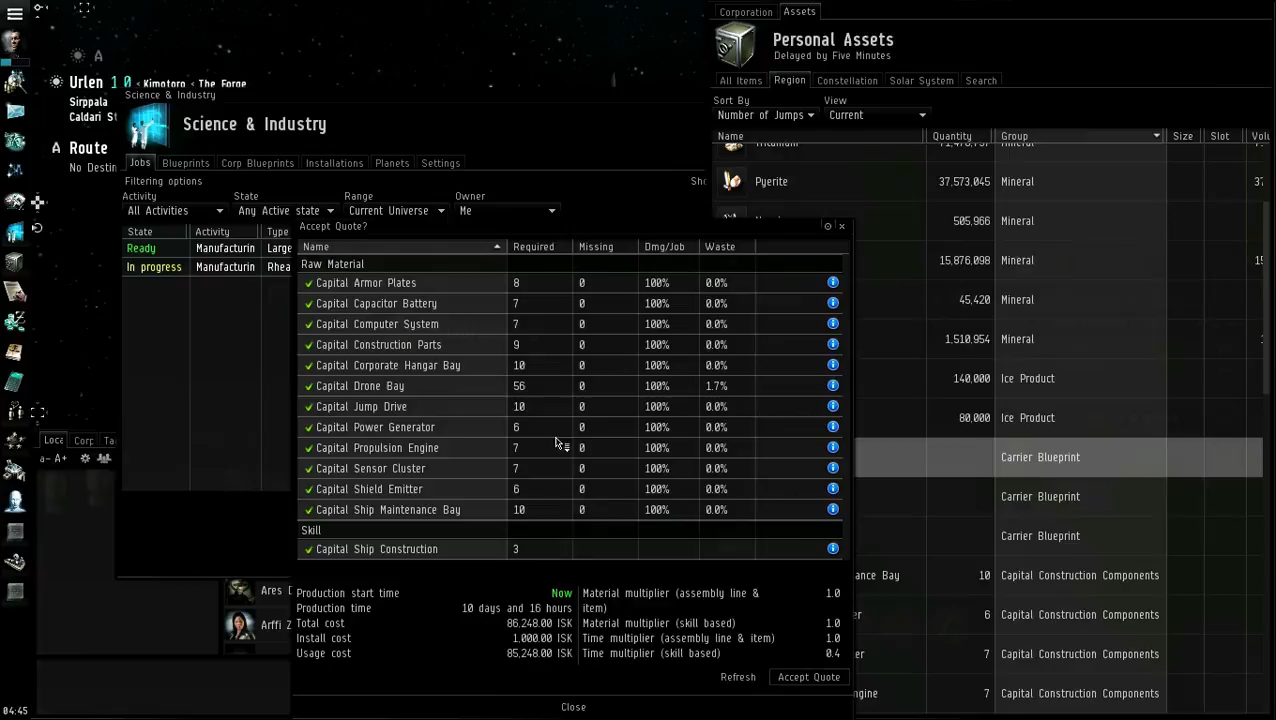 Urlen 1.0 < Kimotoro < The Forge
Sirppala
Caldari St
Route
No Destin
Loca Corp Ta
a- A+
Ares D
Arffi Z
04:45
Science & Industry
Science & Industry
Jobs Blueprints Corp Blueprints Installations Planets Settings
Filtering options
Activity State Range Owner
All Activities Any Active state Current Universe Me
State Activity Type
Ready Manufacturin Large
In progress Manufacturin Rhea
Accept Quote?
Name Required Missing Dmg/Job Waste
Raw Material
Capital Armor Plates 8 0 100% 0.0%
Capital Capacitor Battery 7 0 100% 0.0%
Capital Computer System 7 0 100% 0.0%
Capital Construction Parts 9 0 100% 0.0%
Capital Corporate Hangar Bay 10 0 100% 0.0%
Capital Drone Bay 56 0 100% 1.7%
Capital Jump Drive 10 0 100% 0.0%
Capital Power Generator 6 0 100% 0.0%
Capital Propulsion Engine 7 0 100% 0.0%
Capital Sensor Cluster 7 0 100% 0.0%
Capital Shield Emitter 6 0 100% 0.0%
Capital Ship Maintenance Bay 10 0 100% 0.0%
Skill
Capital Ship Construction 3
Production start time Now
Production time 10 days and 16 hours
Total cost 86,248.00 ISK
Install cost 1,000.00 ISK
Usage cost 85,248.00 ISK
Material multiplier (assembly line & item) 1.0
Material multiplier (skill based) 1.0
Time multiplier (assembly line & item) 1.0
Time multiplier (skill based) 0.4
Refresh Accept Quote
Close
Corporation Assets
Personal Assets
Delayed by Five Minutes
All Items Region Constellation Solar System Search
Sort By View
Number of Jumps Current
Name Quantity Group Size Slot Volu
Pyerite 37,573,045 Mineral 37
505,966 Mineral
15,876,098 Mineral 15
45,420 Mineral
1,510,954 Mineral
140,000 Ice Product
80,000 Ice Product
Carrier Blueprint
Carrier Blueprint
Carrier Blueprint
ance Bay 10 Capital Construction Components
6 Capital Construction Components
er 7 Capital Construction Components
ngine 7 Capital Construction Components